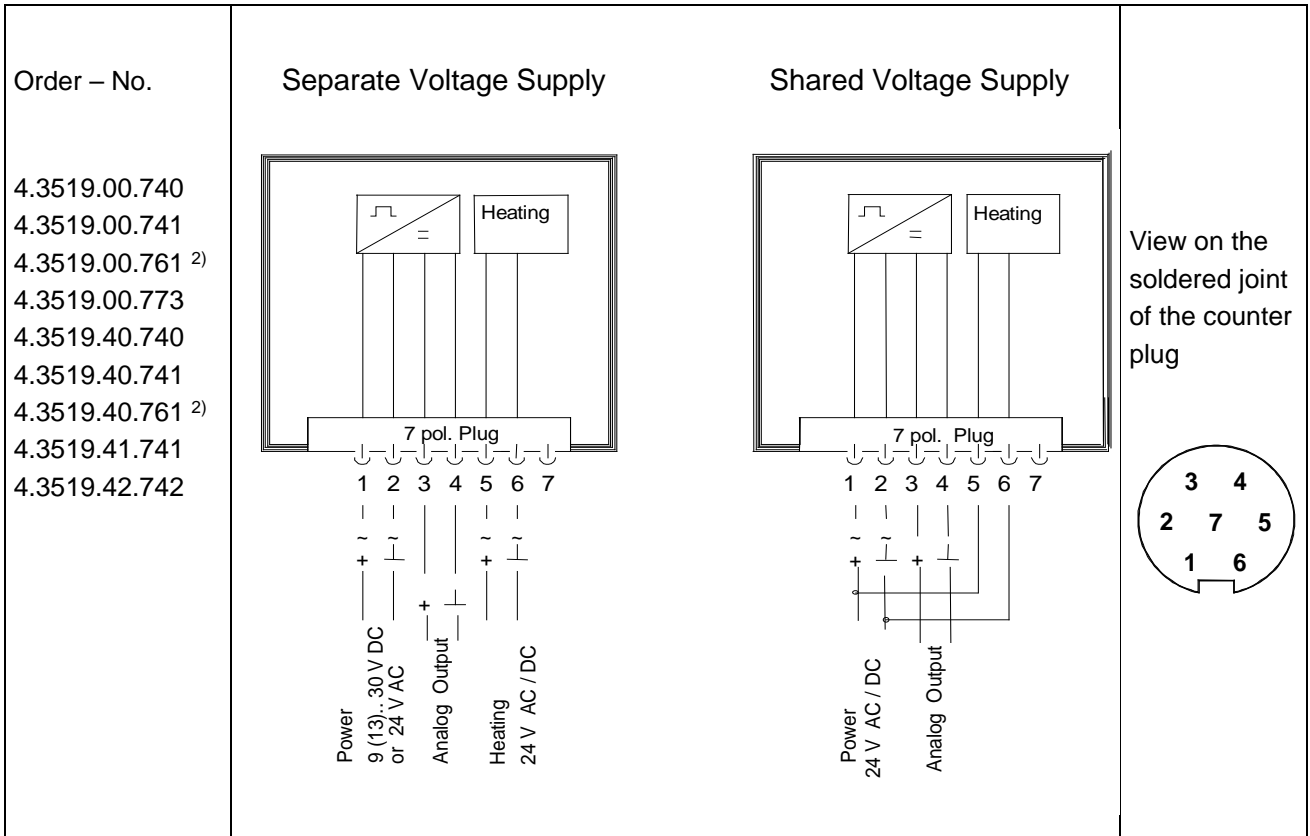 Order – No.
4.3519.00.740
4.3519.00.741
4.3519.00.761 2)
4.3519.00.773
4.3519.40.740
4.3519.40.741
4.3519.40.761 2)
4.3519.41.741
4.3519.42.742
Separate Voltage Supply
Heating
7 pol. Plug
1 2 3 4 5 6 7
~ ~ ~ ~
+ +
+
Power
9 (13).. 30 V DC
or 24 V AC
Analog Output
Heating
24 V AC / DC
Shared Voltage Supply
Heating
7 pol. Plug
1 2 3 4 5 6 7
~ ~
+ +
Power
24 V AC / DC
Analog Output
View on the
soldered joint
of the counter
plug
3 4
2 7 5
1 6